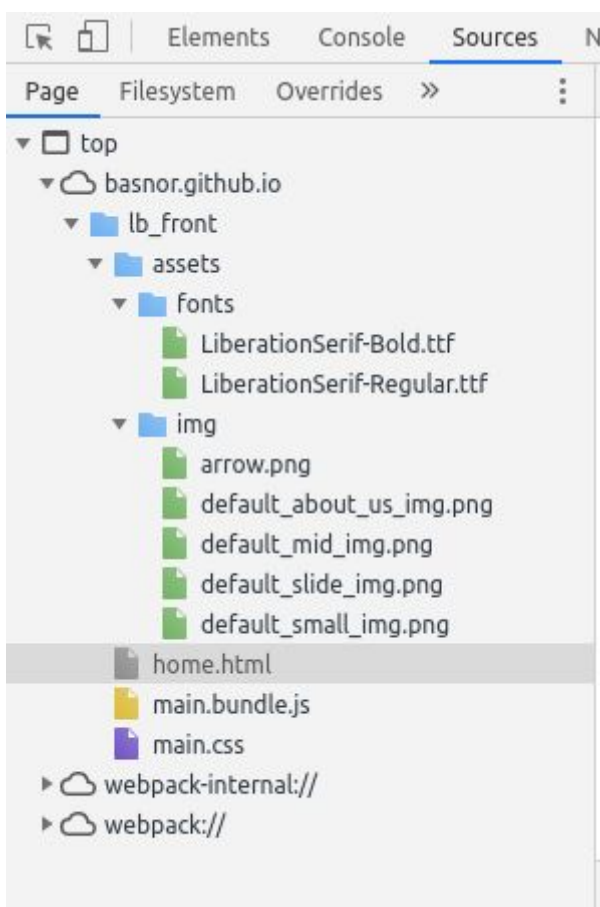 Elements Console Sources N
Page Filesystem Overrides »
top
basnor.github.io
lb_front
assets
fonts
LiberationSerif-Bold.ttf
LiberationSerif-Regular.ttf
img
arrow.png
default_about_us_img.png
default_mid_img.png
default_slide_img.png
default_small_img.png
home.html
main.bundle.js
main.css
webpack-internal://
webpack://